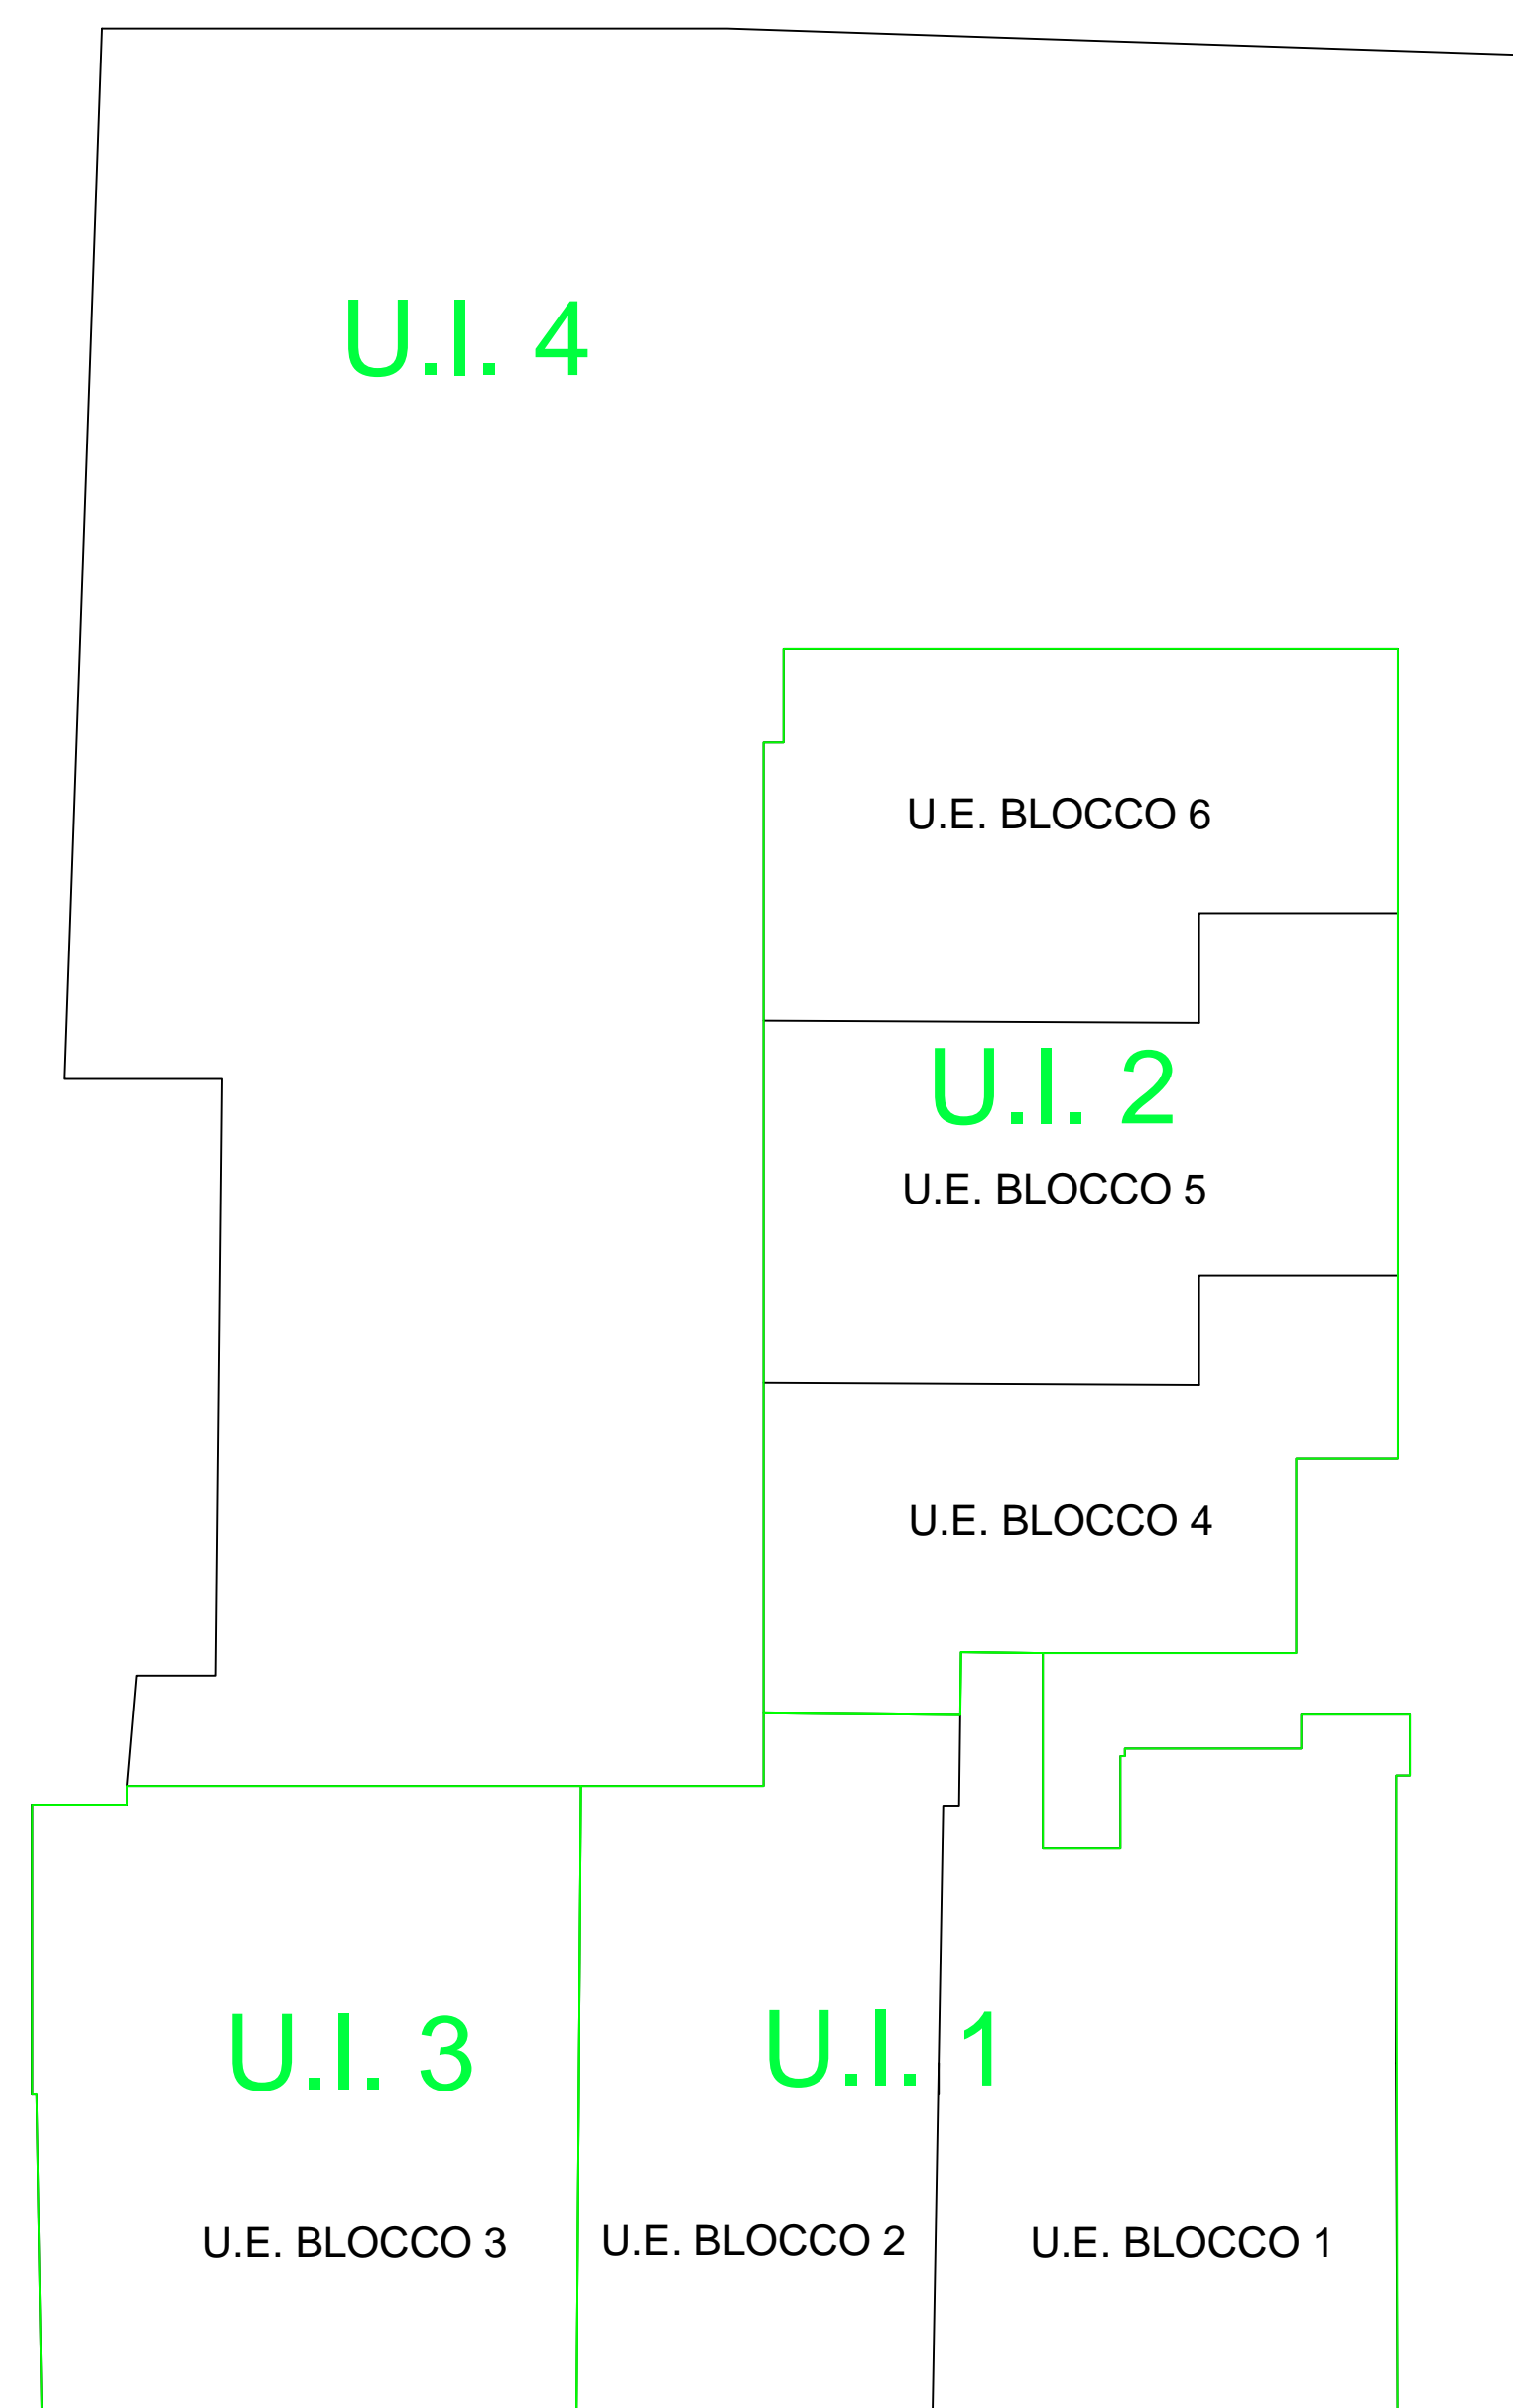 U.I. 4
U.E. BLOCCO 6
U.I. 2
U.E. BLOCCO 5
U.E. BLOCCO 4
U.I. 3
U.I. 1
U.E. BLOCCO 3
U.E. BLOCCO 2
U.E. BLOCCO 1